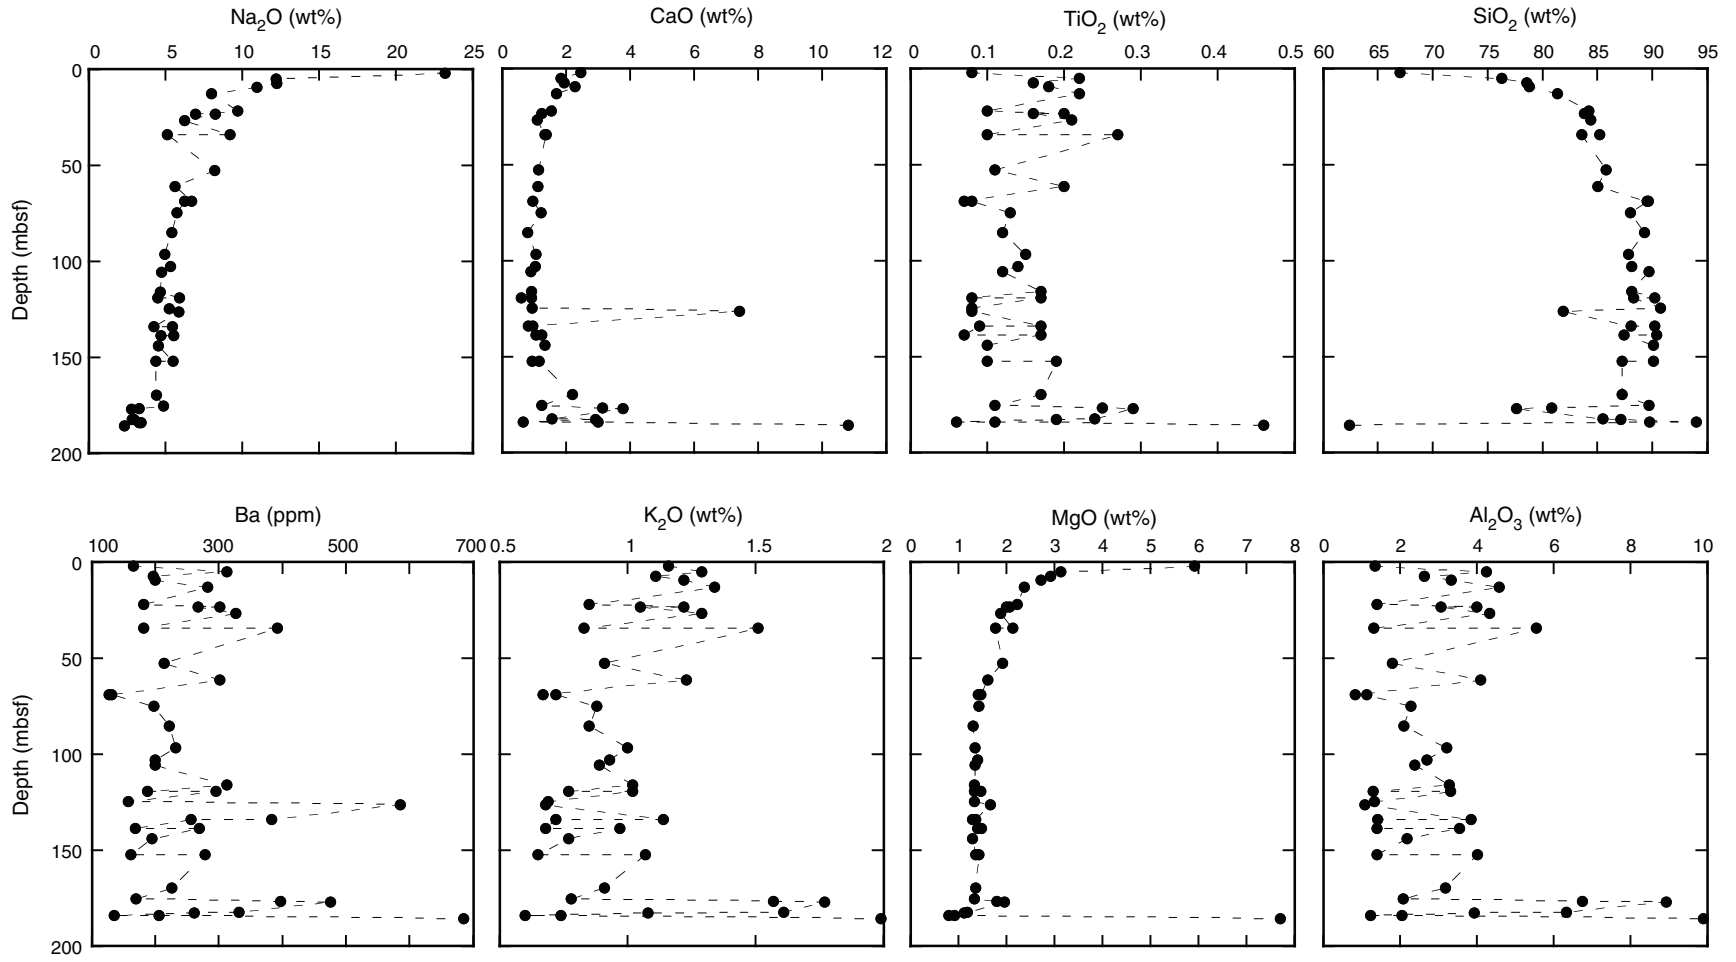 Na₂O (wt%) CaO (wt%) TiO₂ (wt%) SiO₂ (wt%)
0 5 10 15 20 25 0 2 4 6 8 10 12 0 0.1 0.2 0.3 0.4 0.5 60 65 70 75 80 85 90 95
0
50
100
150
200
Depth (mbsf)
Ba (ppm) K₂O (wt%) MgO (wt%) Al₂O₃ (wt%)
100 300 500 700 0.5 1 1.5 2 0 1 2 3 4 5 6 7 8 0 2 4 6 8 10
0
50
100
150
200
Depth (mbsf)